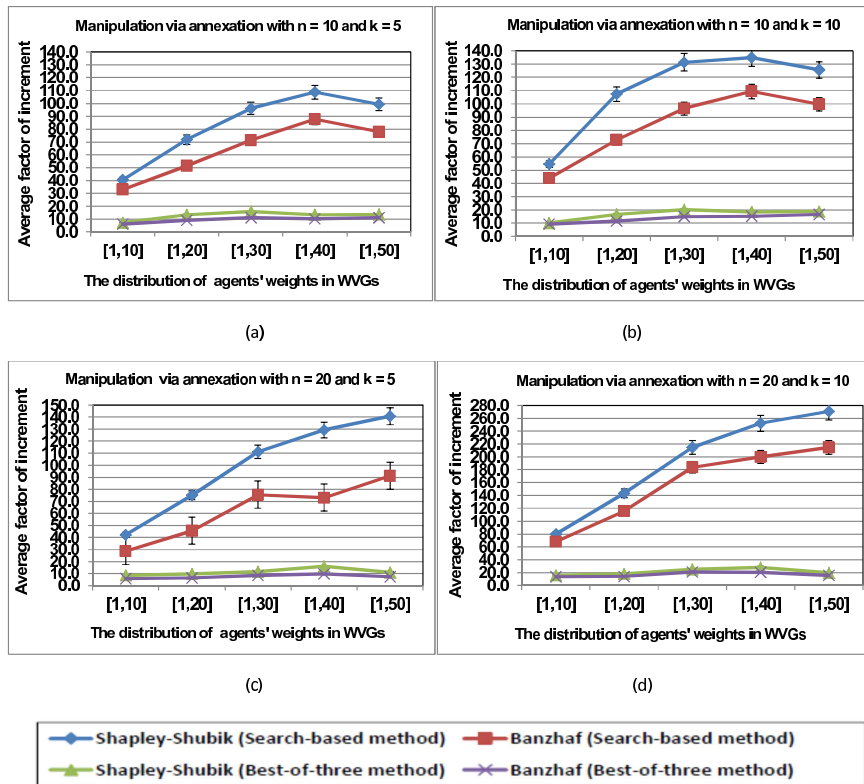 Manipulation via annexation with n = 10 and k = 5
Average factor of increment
140.0
130.0
120.0
110.0
100.0
90.0
80.0
70.0
60.0
50.0
40.0
30.0
20.0
10.0
0.0
[1,10] [1,20] [1,30] [1,40] [1,50]
The distribution of agents' weights in WVGs
(a)
Manipulation via annexation with n = 10 and k = 10
Average factor of increment
140.0
130.0
120.0
110.0
100.0
90.0
80.0
70.0
60.0
50.0
40.0
30.0
20.0
10.0
0.0
[1,10] [1,20] [1,30] [1,40] [1,50]
The distribution of agents' weights in WVGs
(b)
Manipulation via annexation with n = 20 and k = 5
Average factor of increment
150.0
140.0
130.0
120.0
110.0
100.0
90.0
80.0
70.0
60.0
50.0
40.0
30.0
20.0
10.0
0.0
[1,10] [1,20] [1,30] [1,40] [1,50]
The distribution of agents' weights in WVGs
(c)
Manipulation via annexation with n = 20 and k = 10
Average factor of increment
280.0
260.0
240.0
220.0
200.0
180.0
160.0
140.0
120.0
100.0
80.0
60.0
40.0
20.0
0.0
[1,10] [1,20] [1,30] [1,40] [1,50]
The distribution of agents' weights iin WVGs
(d)
Shapley-Shubik (Search-based method)
Banzhaf (Search-based method)
Shapley-Shubik (Best-of-three method)
Banzhaf (Best-of-three method)